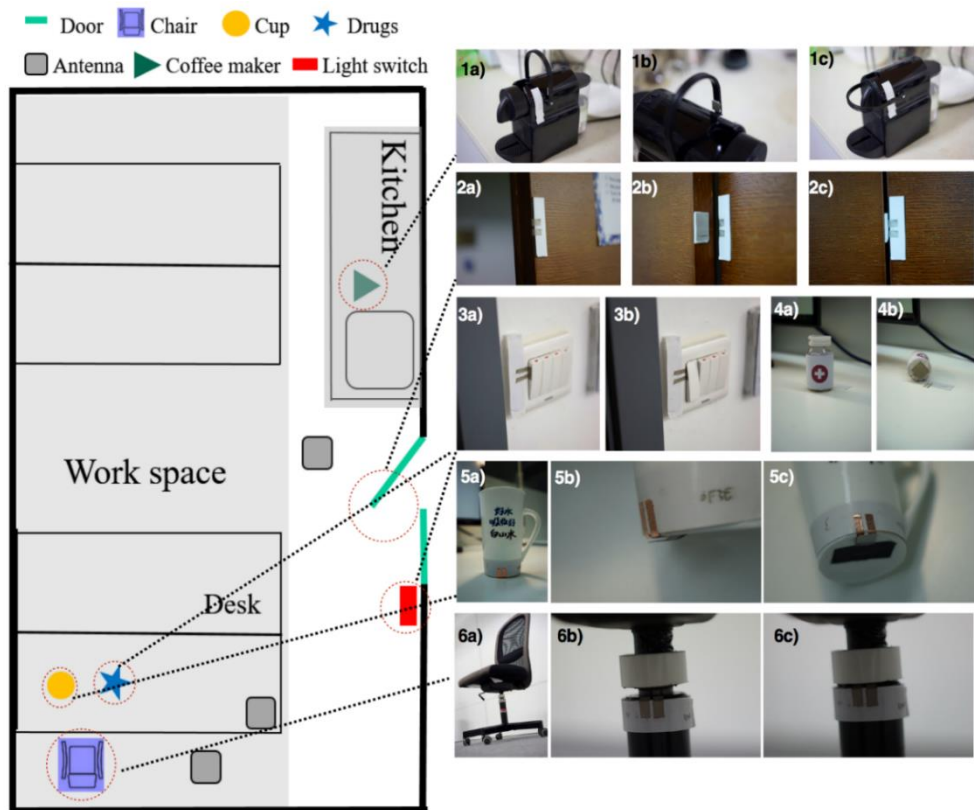 Door Chair Cup Drugs
Antenna Coffee maker Light switch
Kitchen
Work space
Desk
1a) 1b) 1c)
2a) 2b) 2c)
3a) 3b) 4a) 4b)
5a) 5b) 5c)
6a) 6b) 6c)